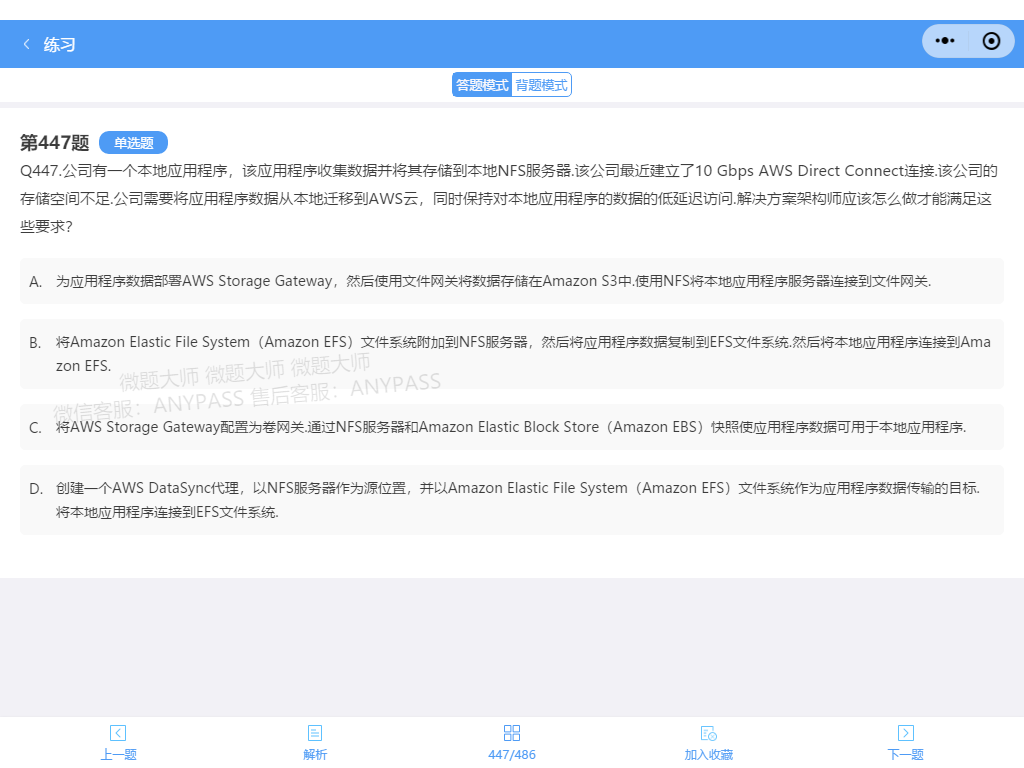 练习
答题模式 背题模式
第447题 单选题
Q447.公司有一个本地应用程序，该应用程序收集数据并将其存储到本地NFS服务器.该公司最近建立了10 Gbps AWS Direct Connect连接.该公司的
存储空间不足.公司需要将应用程序数据从本地迁移到AWS云，同时保持对本地应用程序的数据的低延迟访问.解决方案架构师应该怎么做才能满足这
些要求?
A. 为应用程序数据部署AWS Storage Gateway，然后使用文件网关将数据存储在Amazon S3中.使用NFS将本地应用程序服务器连接到文件网关.
B. 将Amazon Elastic File System（Amazon EFS）文件系统附加到NFS服务器，然后将应用程序数据复制到EFS文件系统.然后将本地应用程序连接到Ama
zon EFS.
微题大师 微题大师 微题大师
微信客服：ANYPASS 售后客服：ANYPASS
C. 将AWS Storage Gateway配置为卷网关.通过NFS服务器和Amazon Elastic Block Store（Amazon EBS）快照使应用程序数据可用于本地应用程序.
D. 创建一个AWS DataSync代理，以NFS服务器作为源位置，并以Amazon Elastic File System（Amazon EFS）文件系统作为应用程序数据传输的目标.
将本地应用程序连接到EFS文件系统.
上一题 解析 447/486 加入收藏 下一题